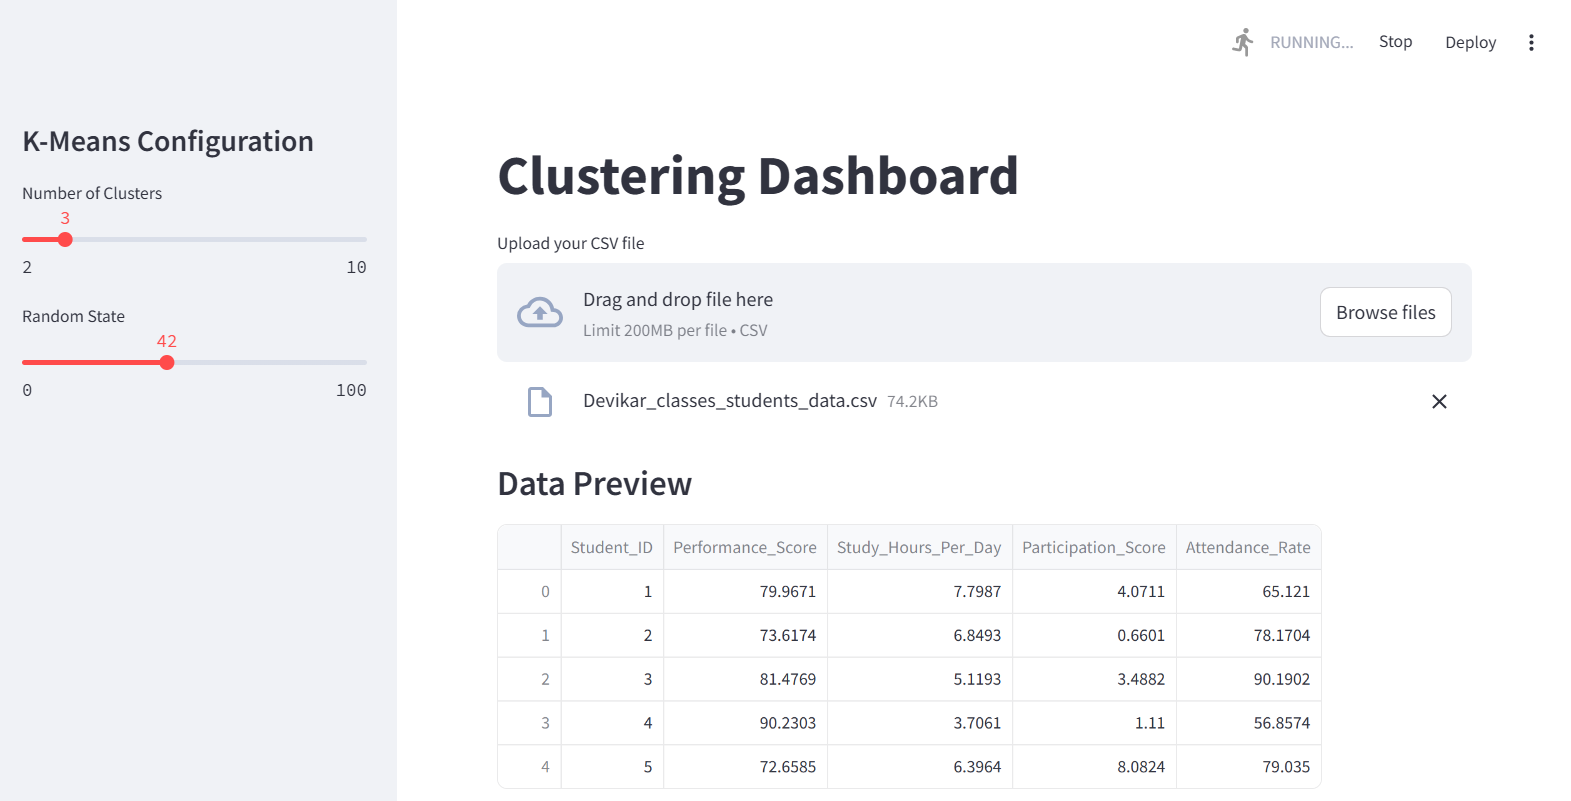 RUNNING... Stop Deploy
K-Means Configuration
Number of Clusters
3
2 10
Random State
42
0 100
Clustering Dashboard
Upload your CSV file
Drag and drop file here
Limit 200MB per file • CSV
Browse files
Devikar_classes_students_data.csv 74.2KB
Data Preview
Student_ID Performance_Score Study_Hours_Per_Day Participation_Score Attendance_Rate
0 1 79.9671 7.7987 4.0711 65.121
1 2 73.6174 6.8493 0.6601 78.1704
2 3 81.4769 5.1193 3.4882 90.1902
3 4 90.2303 3.7061 1.11 56.8574
4 5 72.6585 6.3964 8.0824 79.035